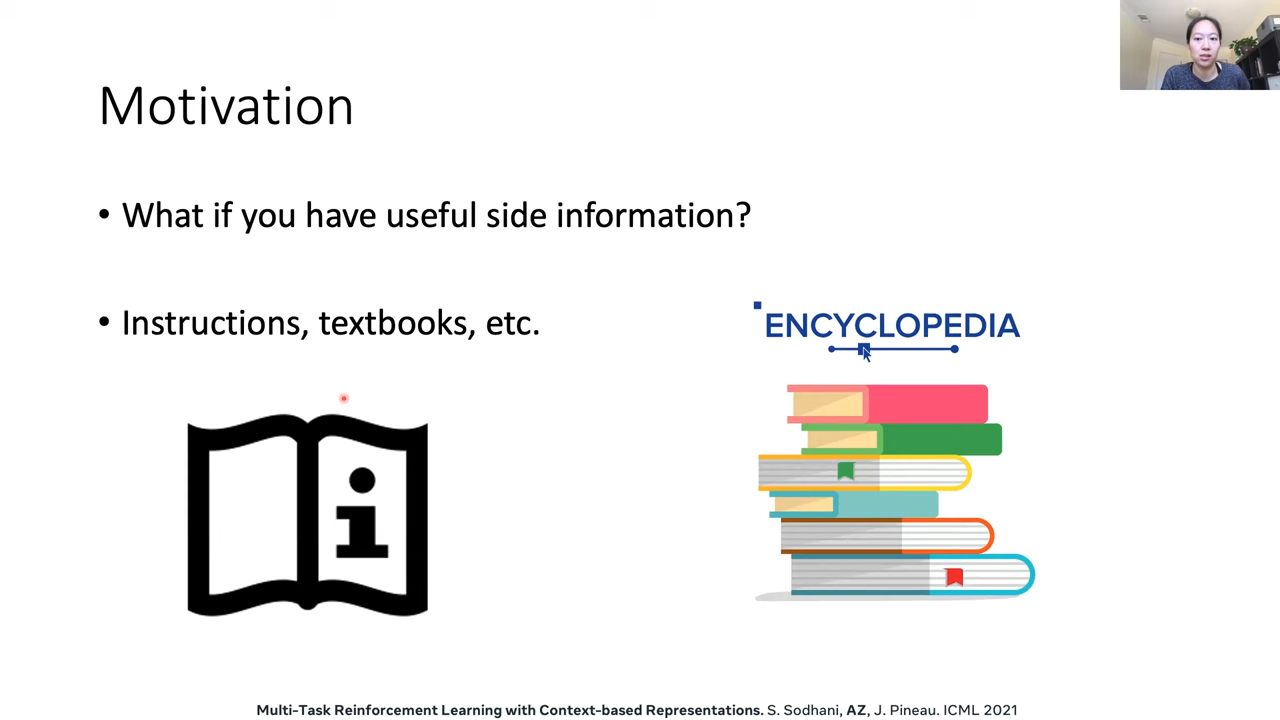 Motivation
• What if you have useful side information?
• Instructions, textbooks, etc.
ENCYCLOPEDIA
i
Multi-Task Reinforcement Learning with Context-based Representations. S. Sodhani, AZ, J. Pineau. ICML 2021